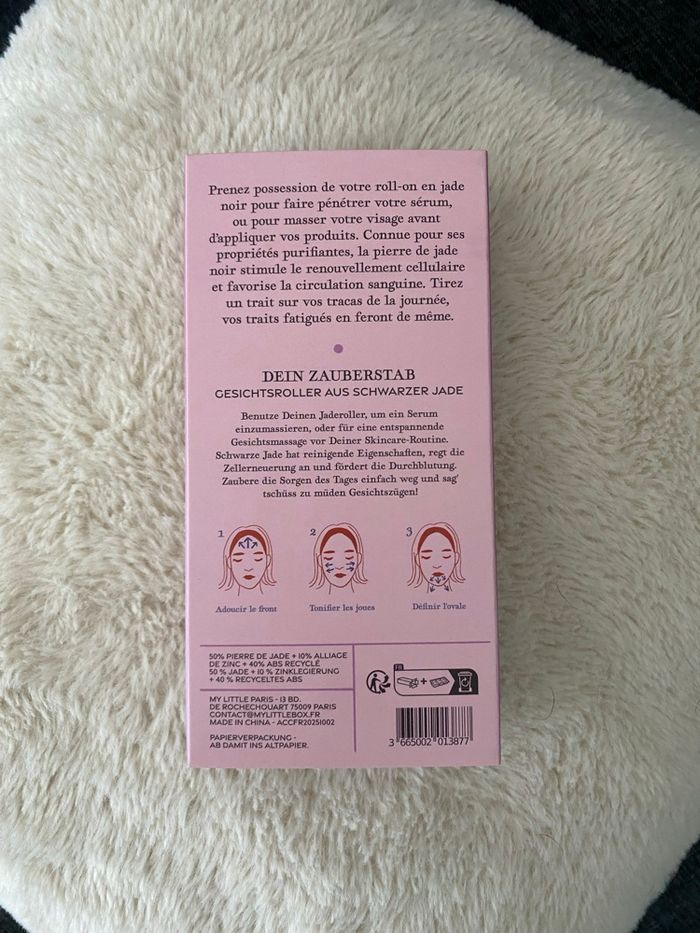 Prenez possession de votre roll-on en jade
noir pour faire pénétrer votre sérum,
ou pour masser votre visage avant
d'appliquer vos produits. Connue pour ses
propriétés purifiantes, la pierre de jade
noir stimule le renouvellement cellulaire
et favorise la circulation sanguine. Tirez
un trait sur vos tracas de la journée,
vos traits fatigués en feront de même.
DEIN ZAUBERSTAB
GESICHTSROLLER AUS SCHWARZER JADE
Benutze Deinen Jaderoller, um ein Serum
einzumassieren, oder für eine entspannende
Gesichtsmassage vor Deiner Skincare-Routine.
Schwarze Jade hat reinigende Eigenschaften, regt die
Zellerneuerung an und fördert die Durchblutung.
Zaubere die Sorgen des Tages einfach weg und sag'
tschüss zu müden Gesichtszügen!
1 2 3
Adoucir le front Tonifier les joues Définir l'ovale
50% PIERRE DE JADE + 10% ALLIAGE
DE ZINC + 40% ABS RECYCLÉ
50 % JADE + 10 % ZINKLEGIERUNG
+ 40 % RECYCELTES ABS
MY LITTLE PARIS - 13 BD.
DE ROCHECHOUART 75009 PARIS
CONTACT@MYLITTLEBOX.FR
MADE IN CHINA - ACCFR20251002
PAPIERVERPACKUNG -
AB DAMIT INS ALTPAPIER.
FR
+
3 665002 013877